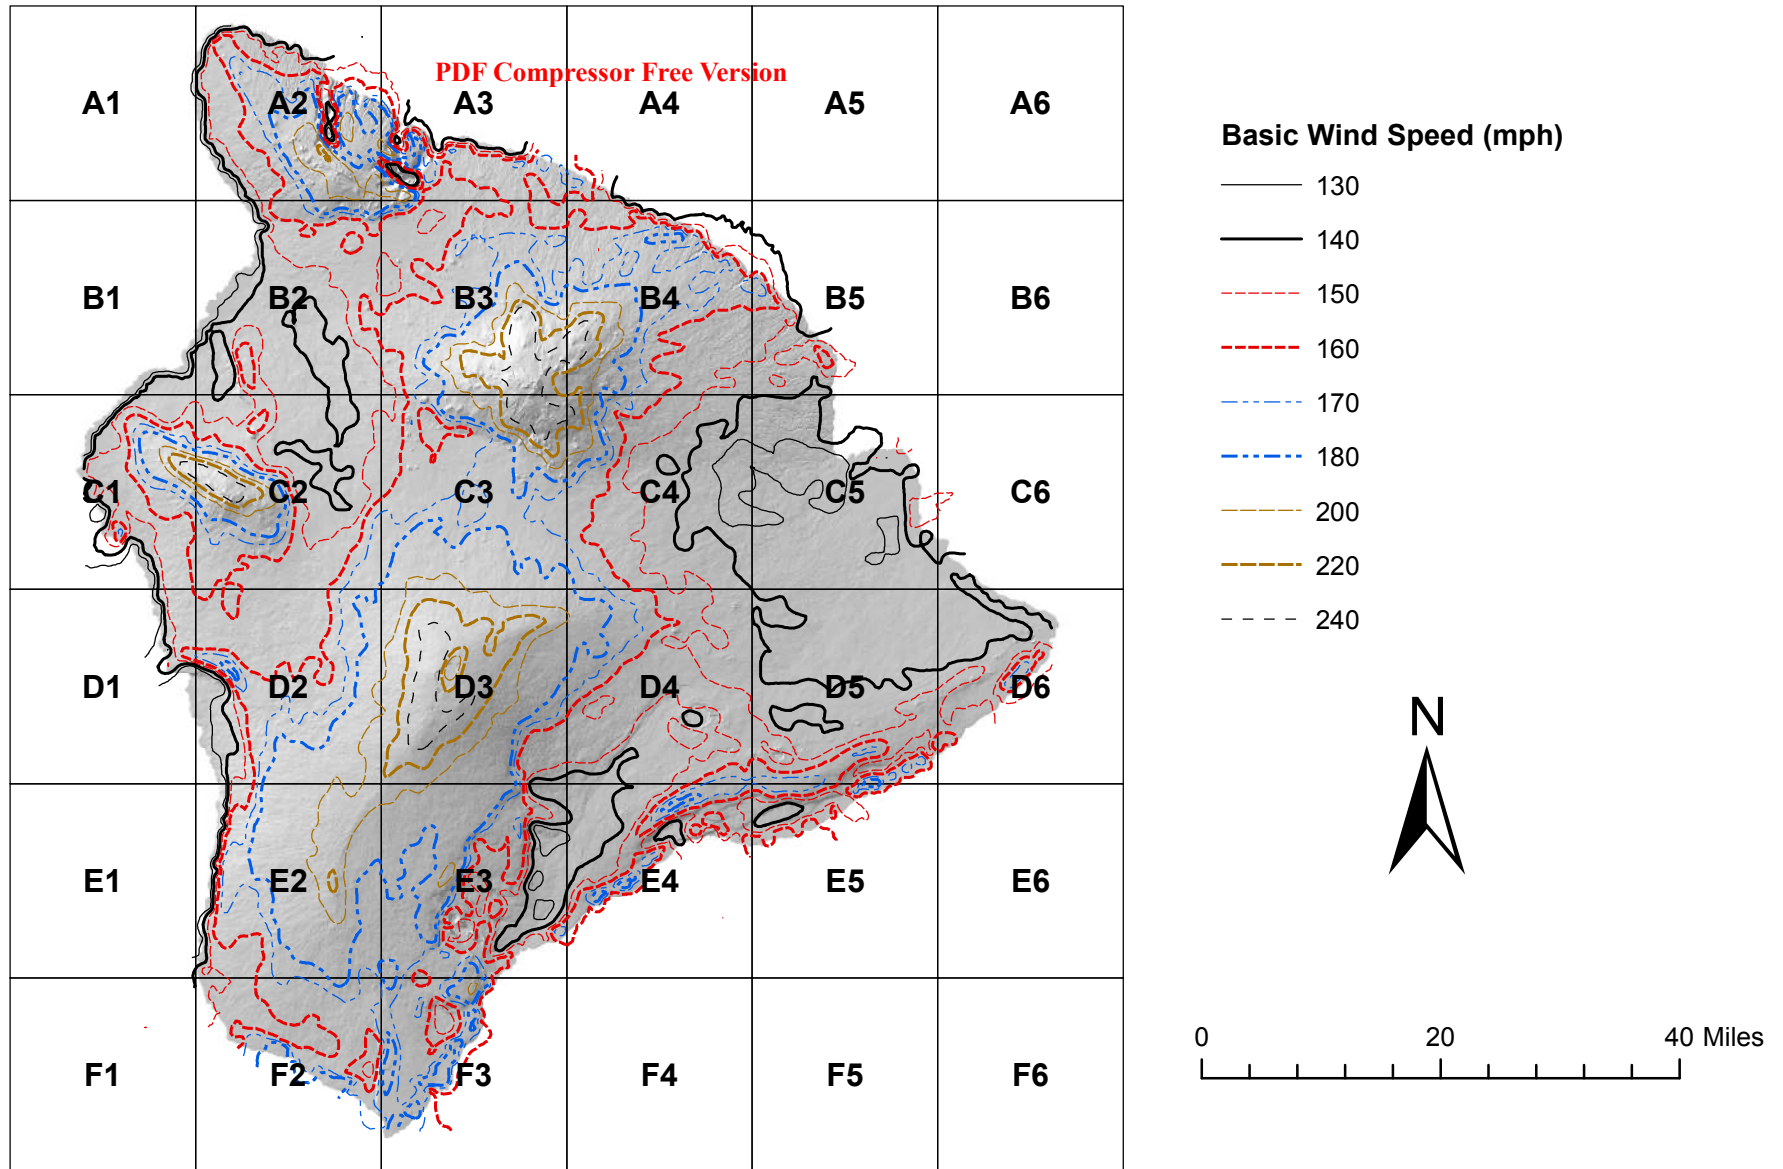 PDF Compressor Free Version
A1 A2 A3 A4 A5 A6
B1 B2 B3 B4 B5 B6
C1 C2 C3 C4 C5 C6
D1 D2 D3 D4 D5 D6
E1 E2 E3 E4 E5 E6
F1 F2 F3 F4 F5 F6
Basic Wind Speed (mph)
130
140
150
160
170
180
200
220
240
N
0 20 40 Miles